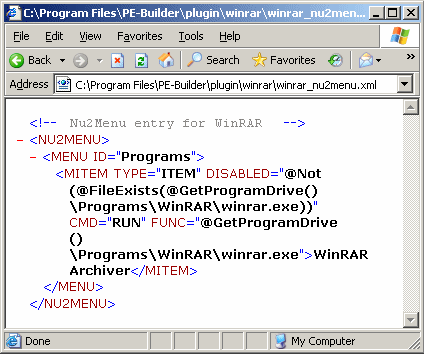 C:\Program Files\PE-Builder\plugin\winrar\winrar_nu2menu.xml
File Edit View Favorites Tools Window
Back Search Favorites
Address C:\Program Files\PE-Builder\plugin\winrar\winrar_nu2menu.xml
<!-- Nu2Menu entry for WinRAR -->
- <NU2MENU>
- <MENU ID="Programs">
<MITEM TYPE="ITEM" DISABLED="@Not
(@FileExists(@GetProgramDrive()
\Programs\WinRAR\winrar.exe))"
CMD="RUN" FUNC="@GetProgramDrive
()
\Programs\WinRAR\winrar.exe">WinRAR
Archiver</MITEM>
</MENU>
</NU2MENU>
Done My Computer